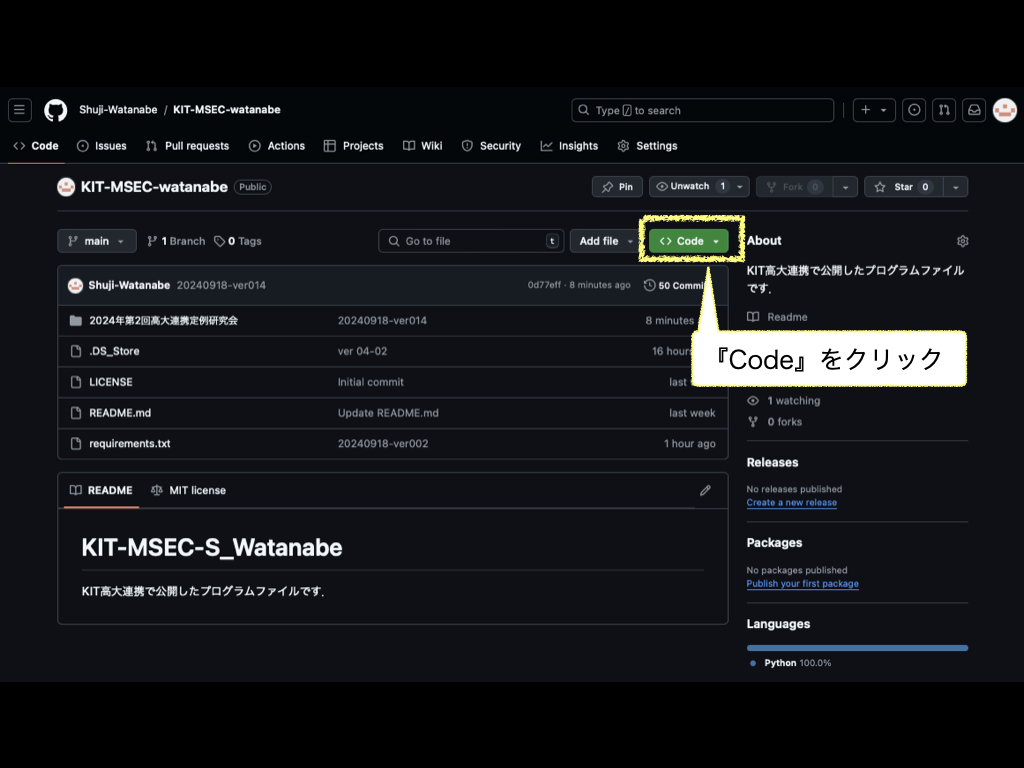 Shuji-Watanabe / KIT-MSEC-watanabe
Type / to search
Code Issues Pull requests Actions Projects Wiki Security Insights Settings
KIT-MSEC-watanabe Public
Pin Unwatch 1 Fork 0 Star 0
main 1 Branch 0 Tags
Go to file t Add file Code
Shuji-Watanabe 20240918-ver014 0d77eff · 8 minutes ago 50
2024年第2回高大連携定例研究会 20240918-ver014 8 minutes
.DS_Store ver 04-02 16
LICENSE Initial commit last
README.md Update README.md last week
requirements.txt 20240918-ver002 1 hour ago
README MIT license
KIT-MSEC-S_Watanabe
KIT高大連携で公開したプログラムファイルです.
About
KIT高大連携で公開したプログラムファイル
です.
Readme
『Code』をクリック
1 watching
0 forks
Releases
No releases published
Create a new release
Packages
No packages published
Publish your first package
Languages
Python 100.0%